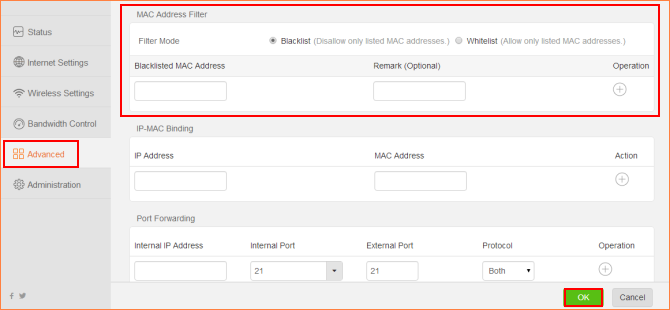 Status
Internet Settings
Wireless Settings
Bandwidth Control
Advanced
Administration
MAC Address Filter
Filter Mode Blacklist (Disallow only listed MAC addresses.) Whitelist (Allow only listed MAC addresses.)
Blacklisted MAC Address Remark (Optional) Operation
IP-MAC Binding
IP Address MAC Address Action
Port Forwarding
Internal IP Address Internal Port External Port Protocol Operation
21 21 Both
OK Cancel